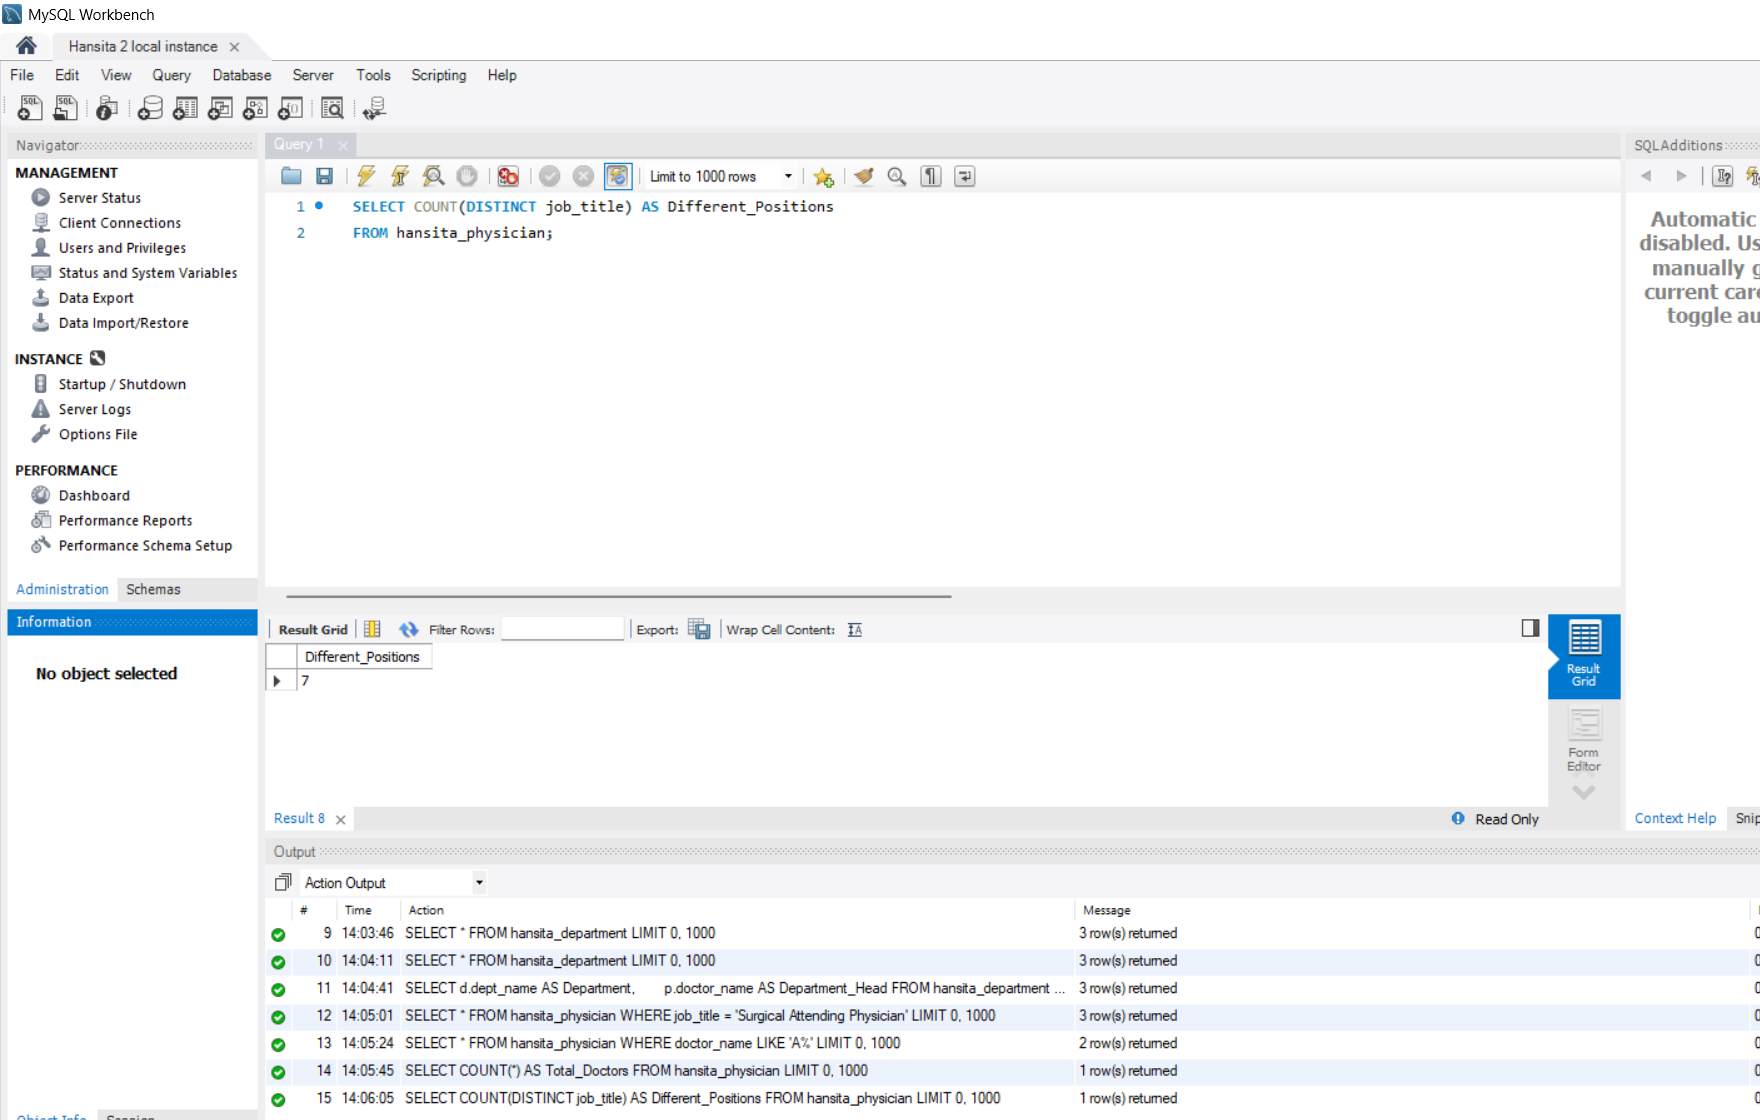 MySQL Workbench
Hansita 2 local instance
File Edit View Query Database Server Tools Scripting Help
Navigator
MANAGEMENT
Server Status
Client Connections
Users and Privileges
Status and System Variables
Data Export
Data Import/Restore
INSTANCE
Startup / Shutdown
Server Logs
Options File
PERFORMANCE
Dashboard
Performance Reports
Performance Schema Setup
Administration Schemas
Information
No object selected
Query 1
Limit to 1000 rows
1 SELECT COUNT(DISTINCT job_title) AS Different_Positions
2 FROM hansita_physician;
Result Grid Filter Rows: Export: Wrap Cell Content:
Different_Positions
7
Result Grid
Form Editor
Result 8 Read Only
SQLAdditions
Automatic
disabled. Us
manually g
current care
toggle au
Context Help Snip
Output
Action Output
# Time Action Message
9 14:03:46 SELECT * FROM hansita_department LIMIT 0, 1000 3 row(s) returned
10 14:04:11 SELECT * FROM hansita_department LIMIT 0, 1000 3 row(s) returned
11 14:04:41 SELECT d.dept_name AS Department, p.doctor_name AS Department_Head FROM hansita_department ... 3 row(s) returned
12 14:05:01 SELECT * FROM hansita_physician WHERE job_title = 'Surgical Attending Physician' LIMIT 0, 1000 3 row(s) returned
13 14:05:24 SELECT * FROM hansita_physician WHERE doctor_name LIKE 'A%' LIMIT 0, 1000 2 row(s) returned
14 14:05:45 SELECT COUNT(*) AS Total_Doctors FROM hansita_physician LIMIT 0, 1000 1 row(s) returned
15 14:06:05 SELECT COUNT(DISTINCT job_title) AS Different_Positions FROM hansita_physician LIMIT 0, 1000 1 row(s) returned